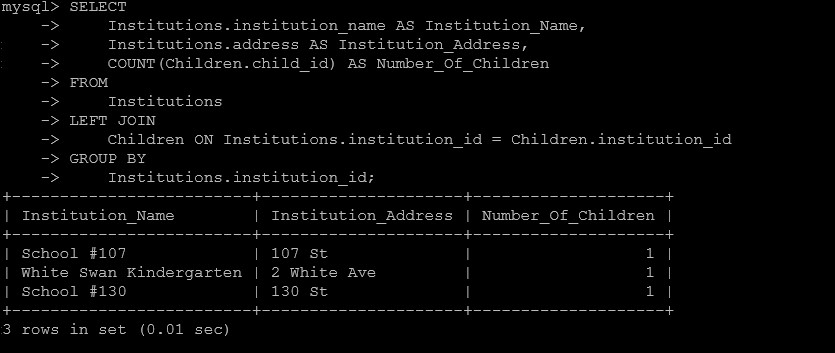 mysql> SELECT
    ->     Institutions.institution_name AS Institution_Name,
    ->     Institutions.address AS Institution_Address,
    ->     COUNT(Children.child_id) AS Number_Of_Children
    -> FROM
    ->     Institutions
    -> LEFT JOIN
    ->     Children ON Institutions.institution_id = Children.institution_id
    -> GROUP BY
    ->     Institutions.institution_id;
+------------------------+---------------------+--------------------+
| Institution_Name       | Institution_Address | Number_Of_Children |
+------------------------+---------------------+--------------------+
| School #107            | 107 St              |                  1 |
| White Swan Kindergarten | 2 White Ave         |                  1 |
| School #130            | 130 St              |                  1 |
+------------------------+---------------------+--------------------+
3 rows in set (0.01 sec)